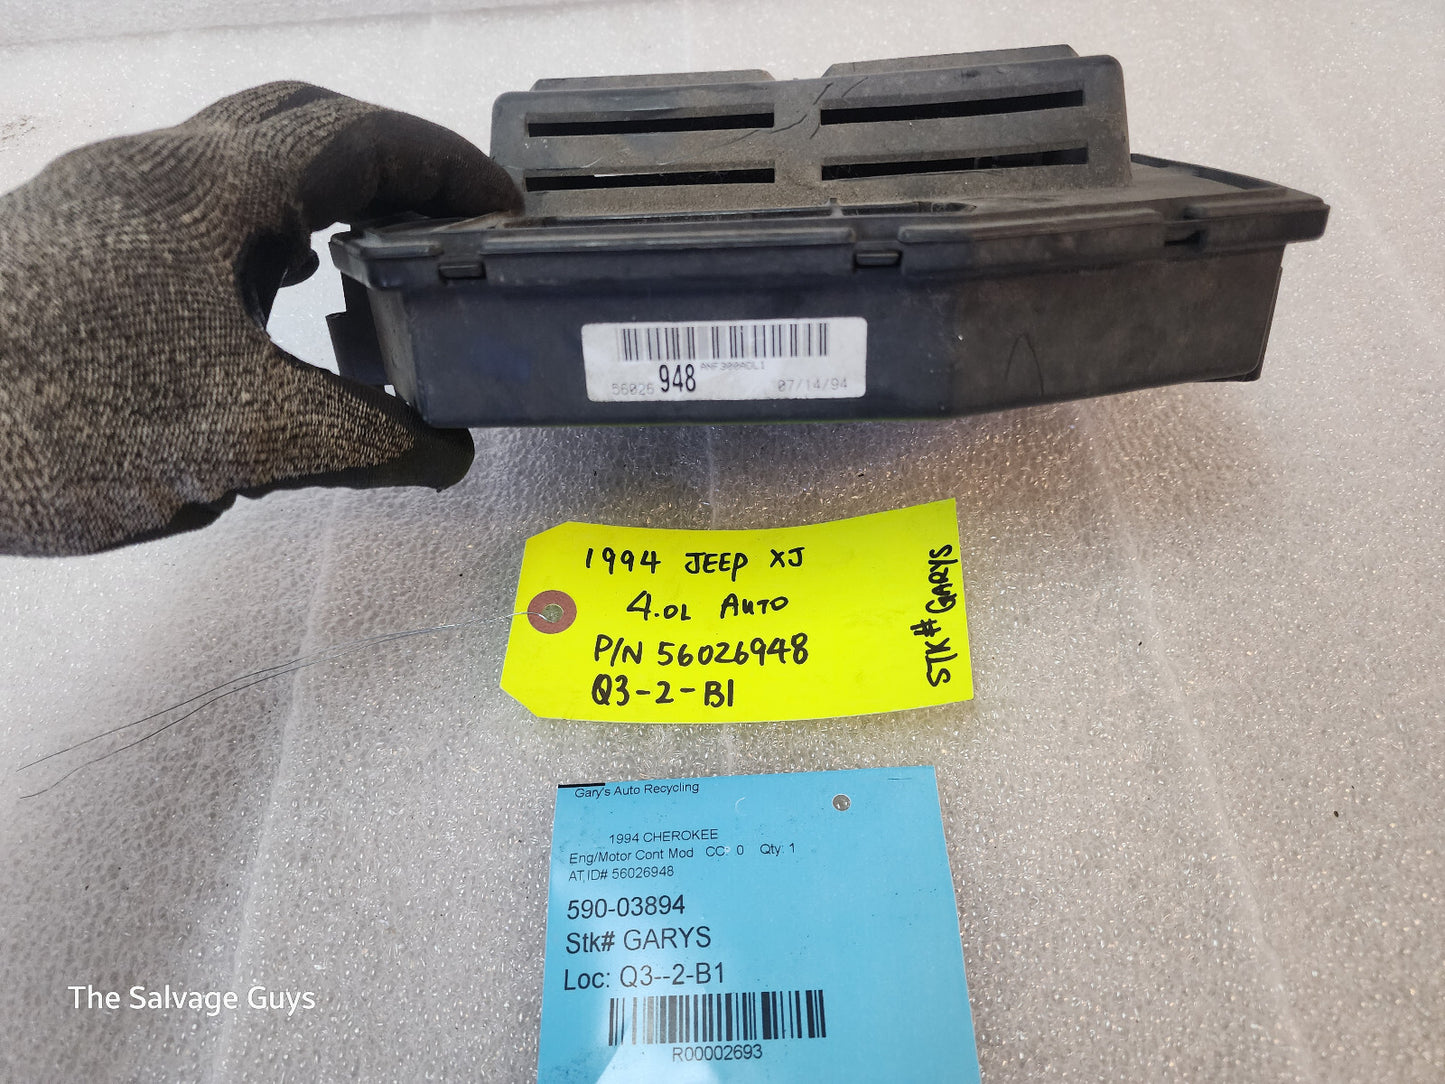 56026 948 ANF300ADL1 07/14/94
1994 JEEP XJ
4.0L AUTO
P/N 56026948
Q3-2-B1
STK# GARYS
Gary's Auto Recycling
1994 CHEROKEE
Eng/Motor Cont Mod CC: 0 Qty: 1
AT,ID# 56026948
590-03894
Stk# GARYS
Loc: Q3--2-B1
R00002693
The Salvage Guys